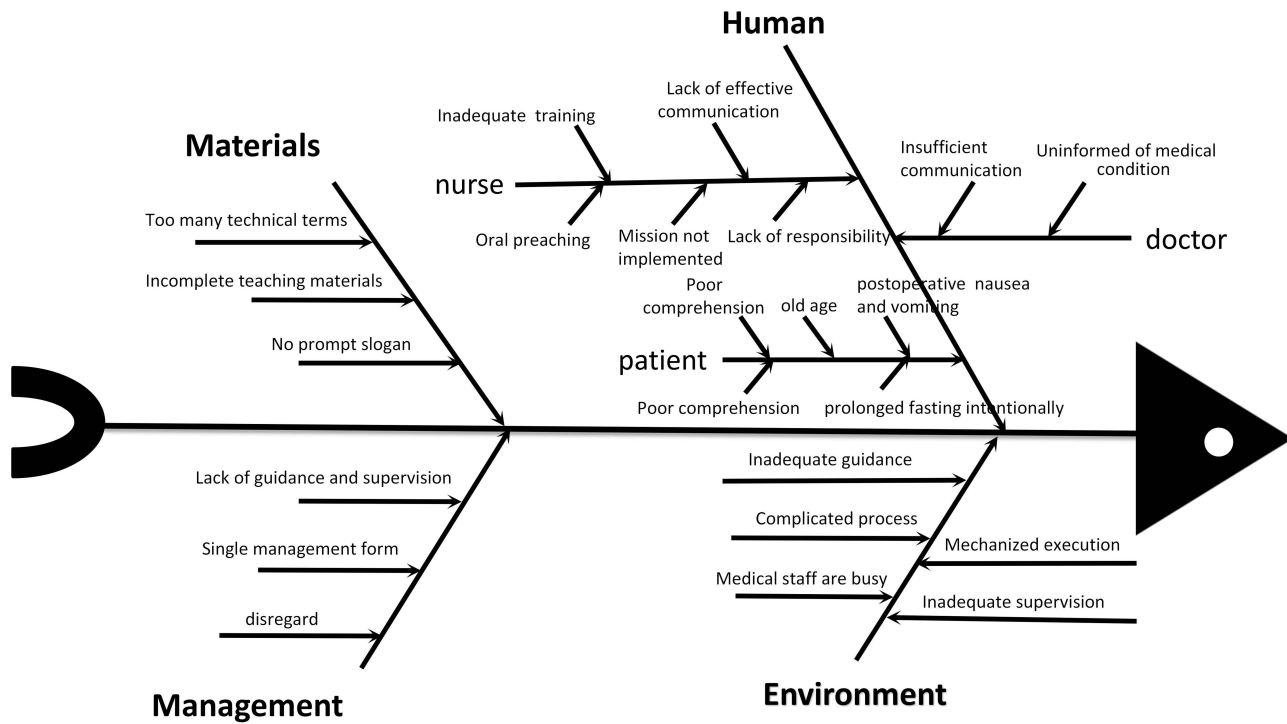 Human
Lack of effective
communication
Inadequate training
Materials
nurse
Insufficient
communication
Uninformed of medical
condition
Too many technical terms
Oral preaching
Mission not
implemented
Lack of responsibility
doctor
Incomplete teaching materials
Poor
comprehension
old age
postoperative nausea
and vomiting
No prompt slogan
patient
Poor comprehension
prolonged fasting intentionally
Lack of guidance and supervision
Inadequate guidance
Complicated process
Single management form
Mechanized execution
Medical staff are busy
Inadequate supervision
disregard
Management
Environment